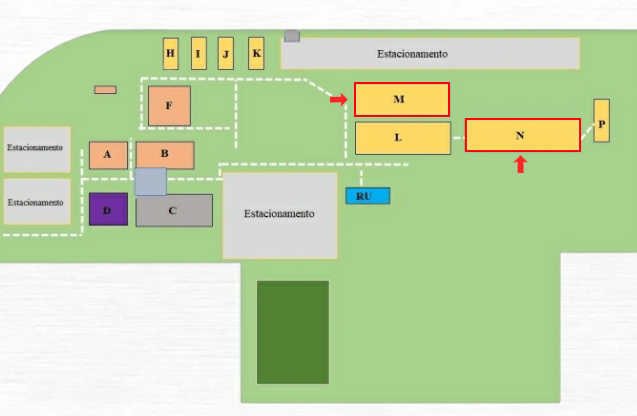 H I J K
Estacionamento
F
M
L
N
P
Estacionamento
A
B
Estacionamento
D
C
Estacionamento
RU